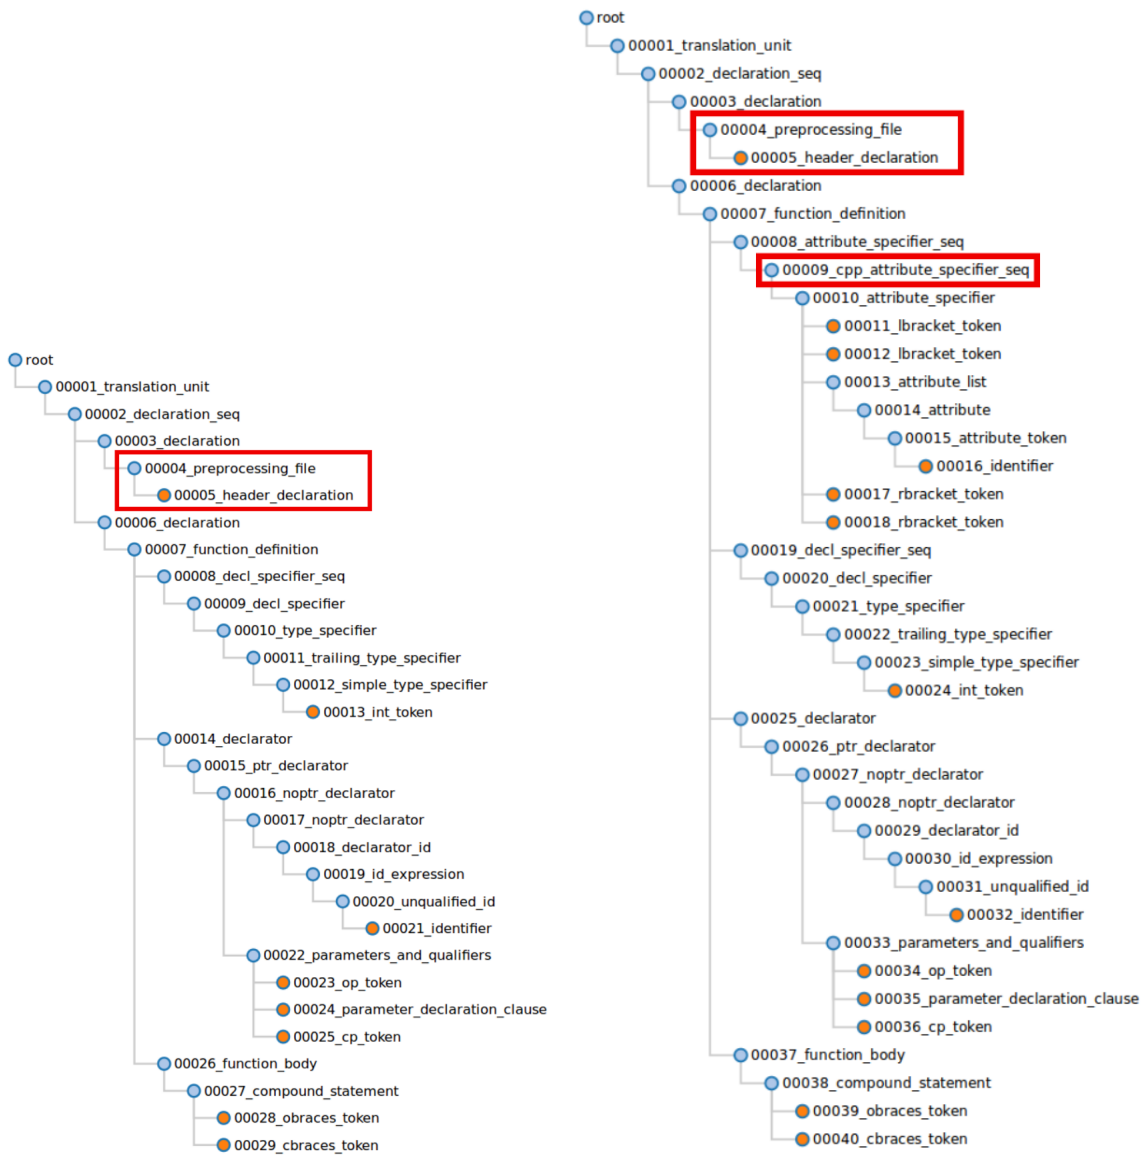 root
00001_translation_unit
00002_declaration_seq
00003_declaration
00004_preprocessing_file
00005_header_declaration
00006_declaration
00007_function_definition
00008_decl_specifier_seq
00009_decl_specifier
00010_type_specifier
00011_trailing_type_specifier
00012_simple_type_specifier
00013_int_token
00014_declarator
00015_ptr_declarator
00016_noptr_declarator
00017_noptr_declarator
00018_declarator_id
00019_id_expression
00020_unqualified_id
00021_identifier
00022_parameters_and_qualifiers
00023_op_token
00024_parameter_declaration_clause
00025_cp_token
00026_function_body
00027_compound_statement
00028_obraces_token
00029_cbraces_token
root
00001_translation_unit
00002_declaration_seq
00003_declaration
00004_preprocessing_file
00005_header_declaration
00006_declaration
00007_function_definition
00008_attribute_specifier_seq
00009_cpp_attribute_specifier_seq
00010_attribute_specifier
00011_lbracket_token
00012_lbracket_token
00013_attribute_list
00014_attribute
00015_attribute_token
00016_identifier
00017_rbracket_token
00018_rbracket_token
00019_decl_specifier_seq
00020_decl_specifier
00021_type_specifier
00022_trailing_type_specifier
00023_simple_type_specifier
00024_int_token
00025_declarator
00026_ptr_declarator
00027_noptr_declarator
00028_noptr_declarator
00029_declarator_id
00030_id_expression
00031_unqualified_id
00032_identifier
00033_parameters_and_qualifiers
00034_op_token
00035_parameter_declaration_clause
00036_cp_token
00037_function_body
00038_compound_statement
00039_obraces_token
00040_cbraces_token